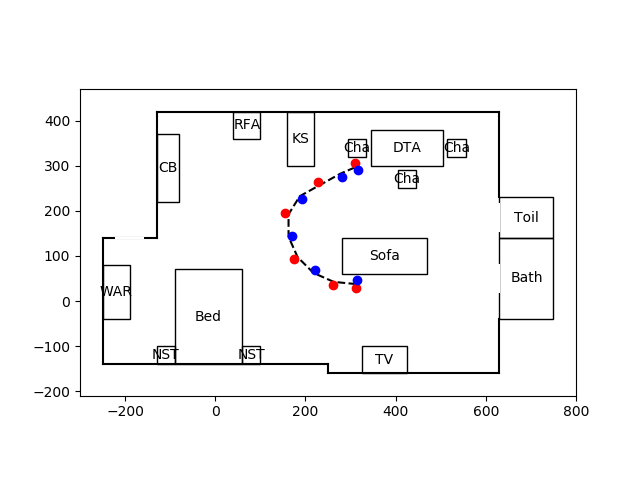 400
300
200
100
0
−100
−200
−200
0
200
400
600
800
RFA
KS
CB
Cha
DTA
Cha
Cha
Toil
Sofa
Bath
WAR
Bed
NST
NST
TV